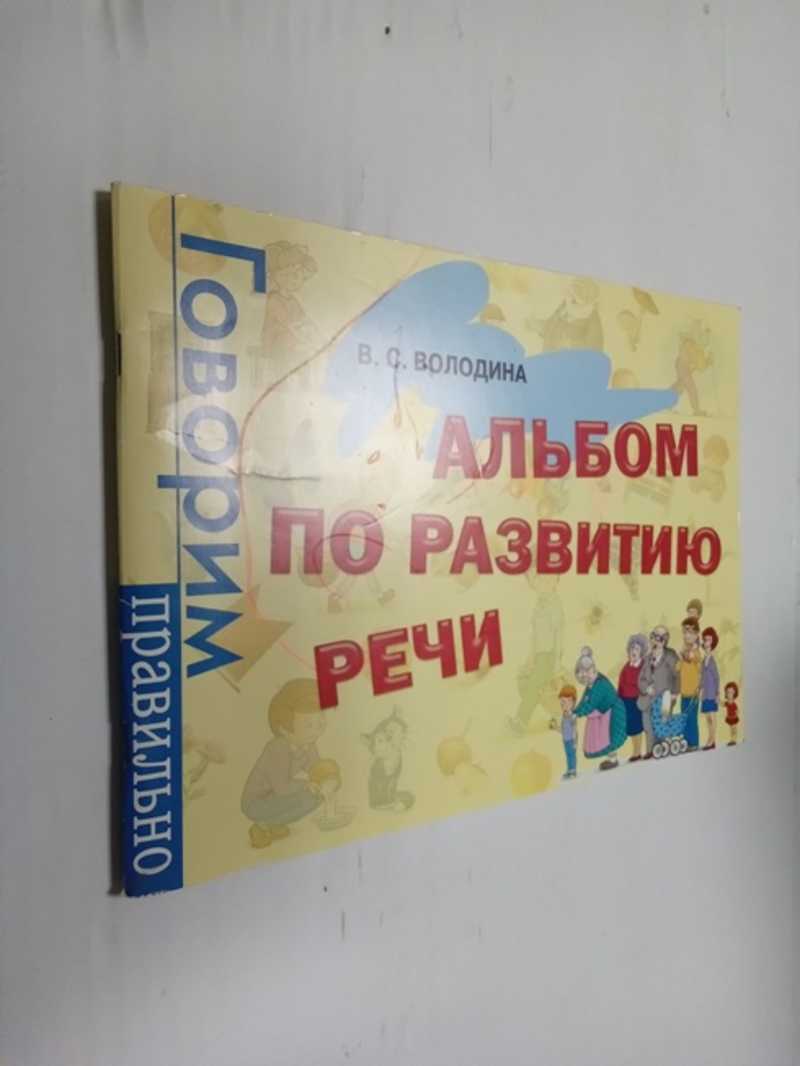 Говорим
правильно
В. С. ВОЛОДИНА
АЛЬБОМ
ПО РАЗВИТИЮ
РЕЧИ